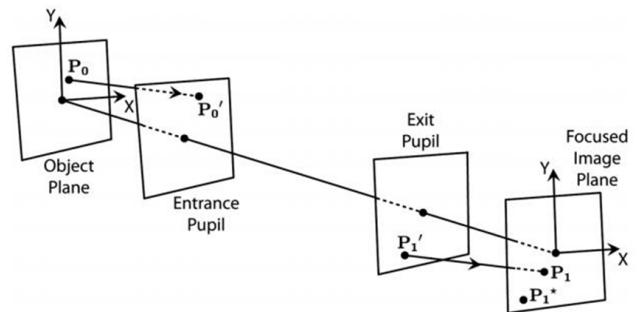 Y
P₀
X
P₀′
Object
Plane
Entrance
Pupil
Exit
Pupil
P₁′
Focused
Image
Plane
Y
X
P₁
P₁*